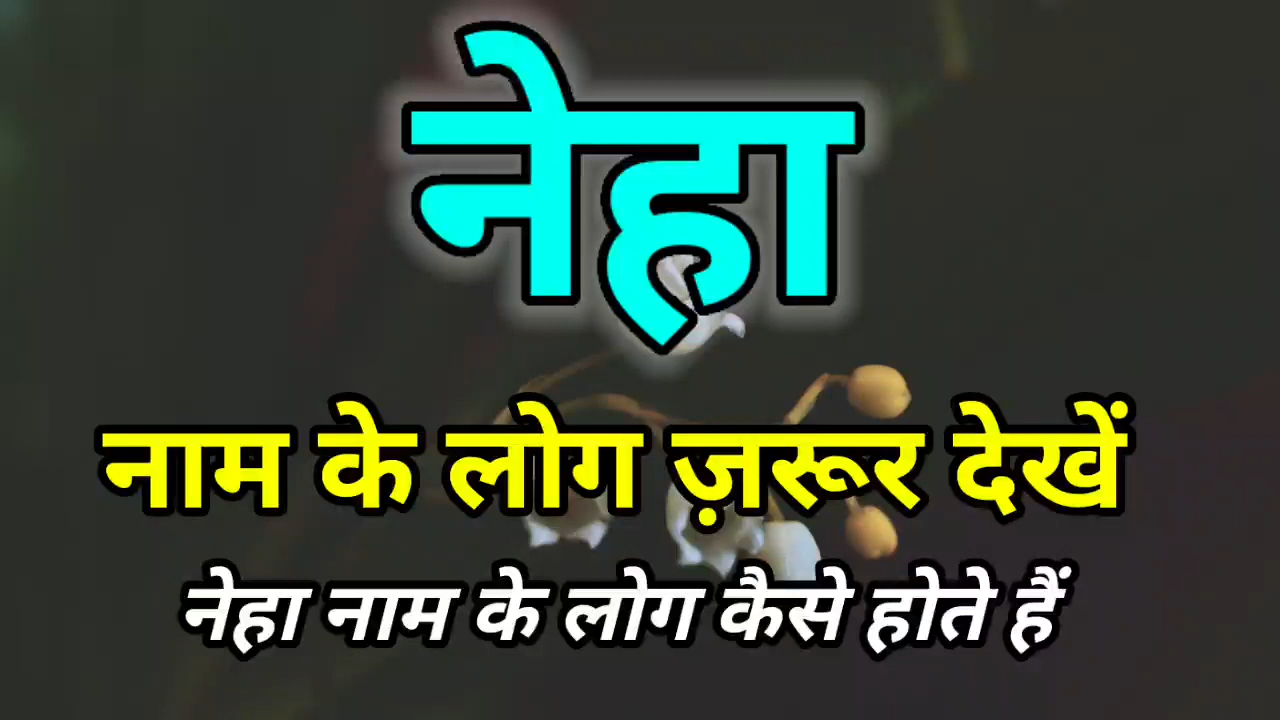 नेहा
नाम के लोग ज़रूर देखें
नेहा नाम के लोग कैसे होते हैं